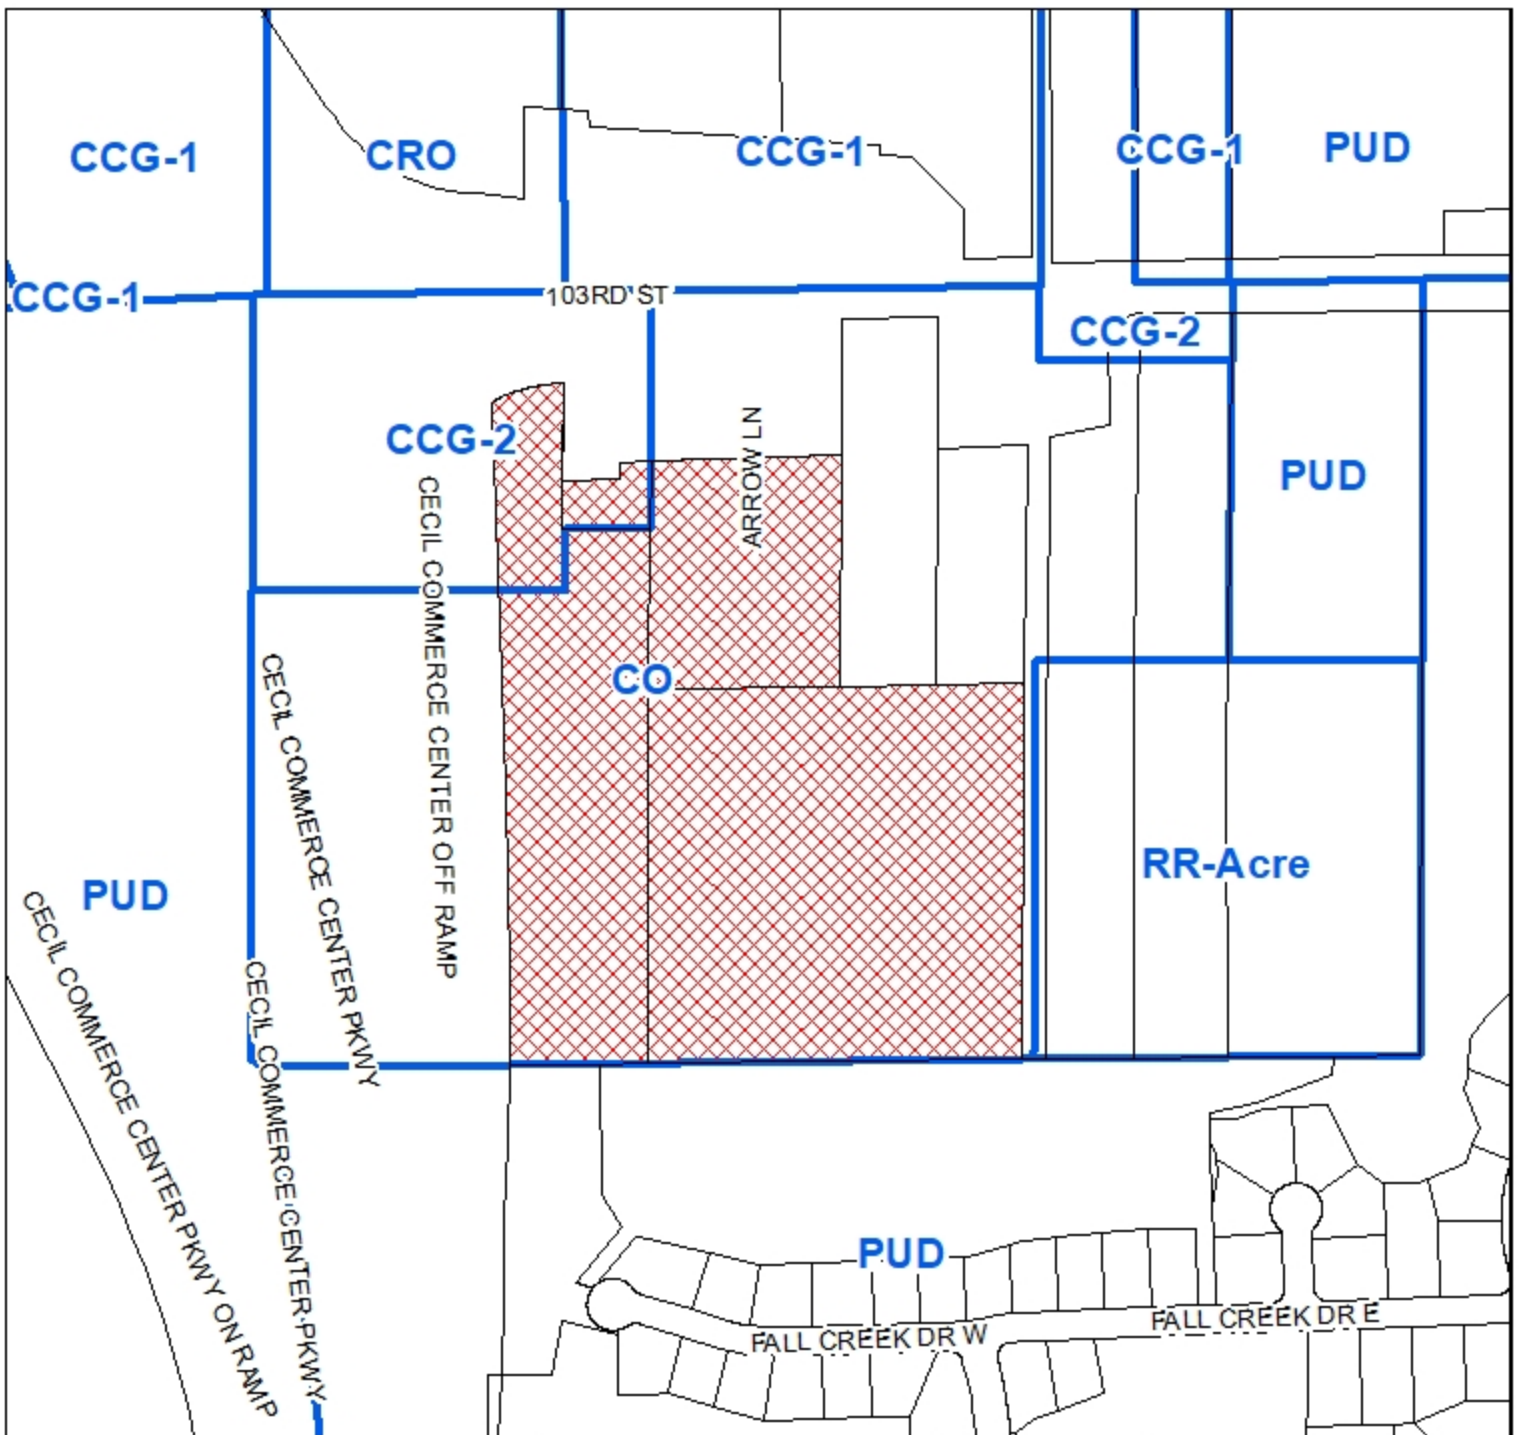 CCG-1
CRO
CCG-1
CCG-1
PUD
CCG-1
103RD ST
CCG-2
CCG-2
ARROW LN
PUD
CECIL COMMERCE CENTER OFF RAMP
CO
CECIL COMMERCE CENTER PKWY
RR-Acre
PUD
CECIL COMMERCE CENTER PKWY ON RAMP
CECIL COMMERCE CENTER PKWY
PUD
FALL CREEK DR W
FALL CREEK DR E